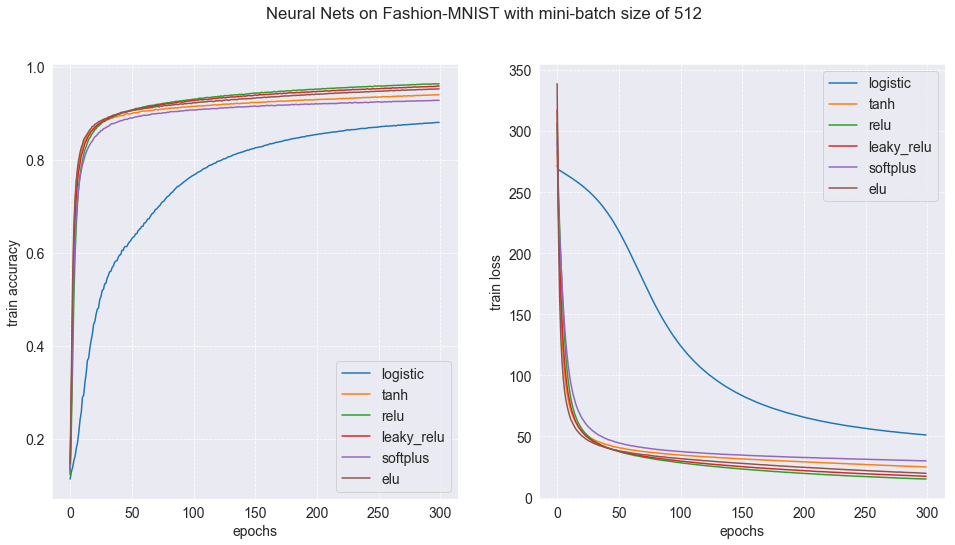 Neural Nets on Fashion-MNIST with mini-batch size of 512
1.0
0.8
0.6
0.4
0.2
train accuracy
0
50
100
150
200
250
300
epochs
logistic
tanh
relu
leaky_relu
softplus
elu
350
300
250
200
150
100
50
0
train loss
0
50
100
150
200
250
300
epochs
logistic
tanh
relu
leaky_relu
softplus
elu